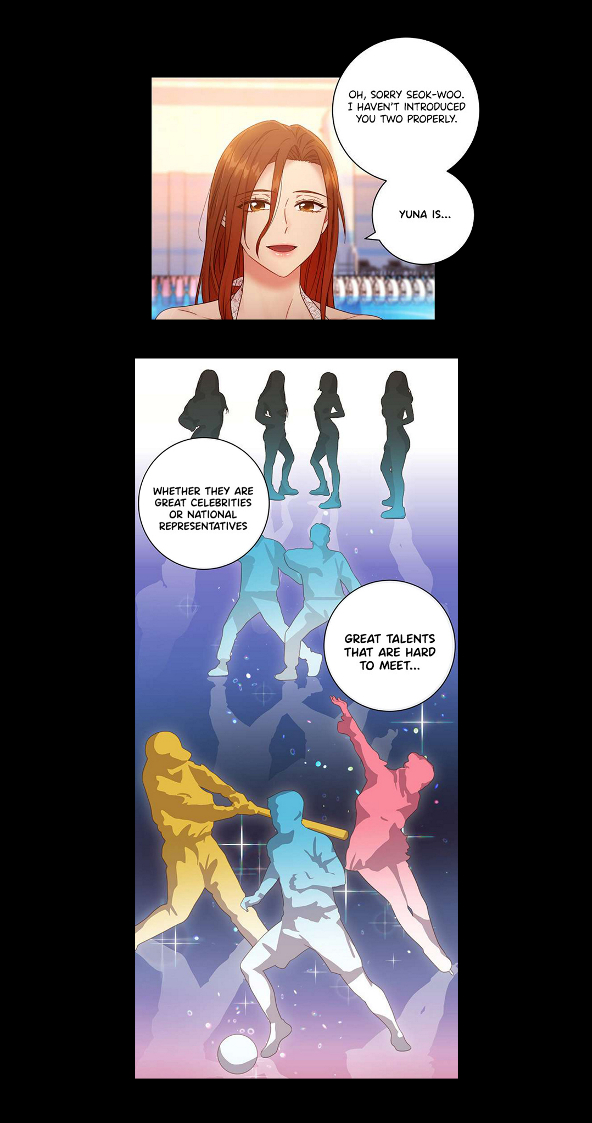 OH, SORRY SEOK-WOO.
I HAVEN'T INTRODUCED
YOU TWO PROPERLY.
YUNA IS...
WHETHER THEY ARE
GREAT CELEBRITIES
OR NATIONAL
REPRESENTATIVES
GREAT TALENTS
THAT ARE HARD
TO MEET...